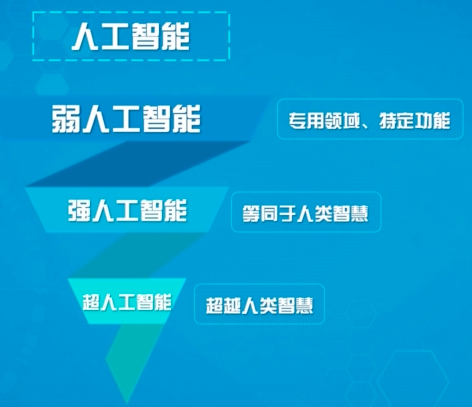 人工智能
弱人工智能
专用领域、特定功能
强人工智能
等同于人类智慧
超人工智能
超越人类智慧